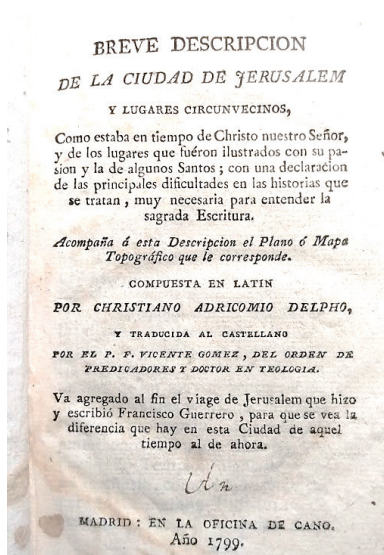 BREVE DESCRIPCION
DE LA CIUDAD DE JERUSALEM
Y LUGARES CIRCUNVECINOS,
Como estaba en tiempo de Christo nuestro Señor,
y de los lugares que fuéron ilustrados con su pa-
sion y la de algunos Santos; con una declaracion
de las principales dificultades en las historias que
se tratan, muy necesaria para entender la
sagrada Escritura.
Acompaña á esta Descripcion el Plano ó Mapa
Topográfico que le corresponde.
COMPUESTA EN LATIN
POR CHRISTIANO ADRICOMIO DELPHO,
Y TRADUCIDA AL CASTELLANO
POR EL P. F. VICENTE GOMEZ, DEL ORDEN DE
PREDICADORES Y DOCTOR EN TEOLOGIA.
Va agregado al fin el viage de Jerusalem que hizo
y escribió Francisco Guerrero, para que se vea la
diferencia que hay en esta Ciudad de aquel
tiempo al de ahora.
MADRID: EN LA OFICINA DE CANO.
Año 1799.